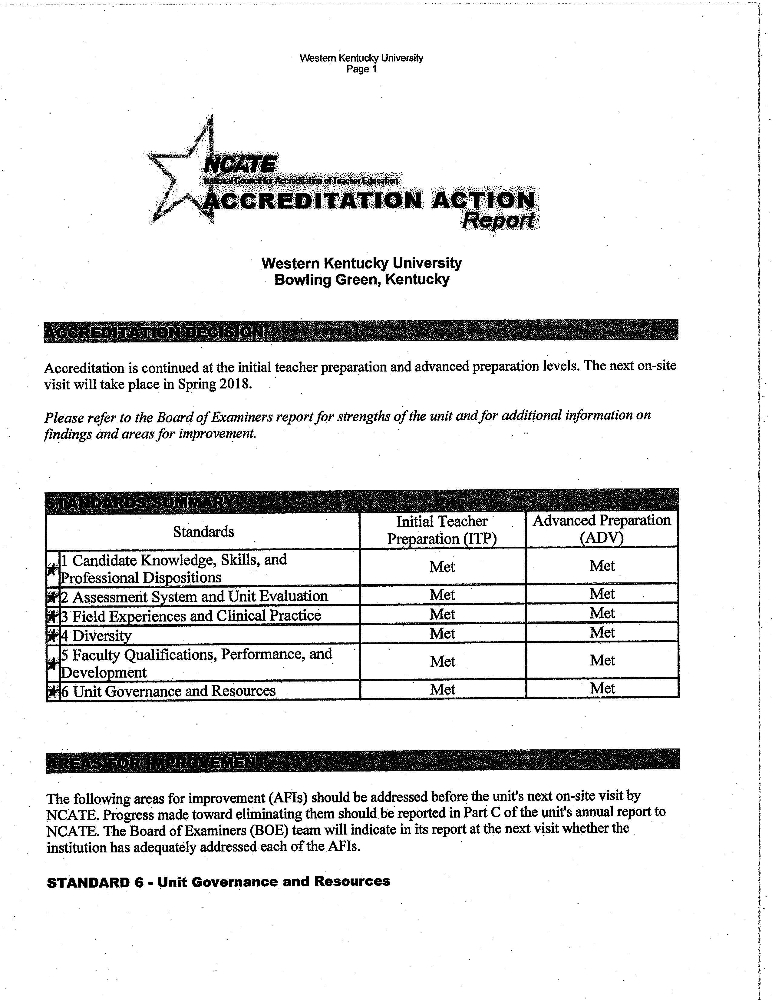 Western Kentucky University
Page 1
NCATE
National Council for Accreditation of Teacher Education
ACCREDITATION ACTION
Report
Western Kentucky University
Bowling Green, Kentucky
ACCREDITATION DECISION
Accreditation is continued at the initial teacher preparation and advanced preparation levels. The next on-site
visit will take place in Spring 2018.
Please refer to the Board of Examiners report for strengths of the unit and for additional information on
findings and areas for improvement.
STANDARDS SUMMARY
Standards
Initial Teacher
Preparation (ITP)
Advanced Preparation
(ADV)
1 Candidate Knowledge, Skills, and
Professional Dispositions
Met
Met
2 Assessment System and Unit Evaluation
Met
Met
3 Field Experiences and Clinical Practice
Met
Met
4 Diversity
Met
Met
5 Faculty Qualifications, Performance, and
Development
Met
Met
6 Unit Governance and Resources
Met
Met
AREAS FOR IMPROVEMENT
The following areas for improvement (AFIs) should be addressed before the unit's next on-site visit by
NCATE. Progress made toward eliminating them should be reported in Part C of the unit's annual report to
NCATE. The Board of Examiners (BOE) team will indicate in its report at the next visit whether the
institution has adequately addressed each of the AFIs.
STANDARD 6 - Unit Governance and Resources